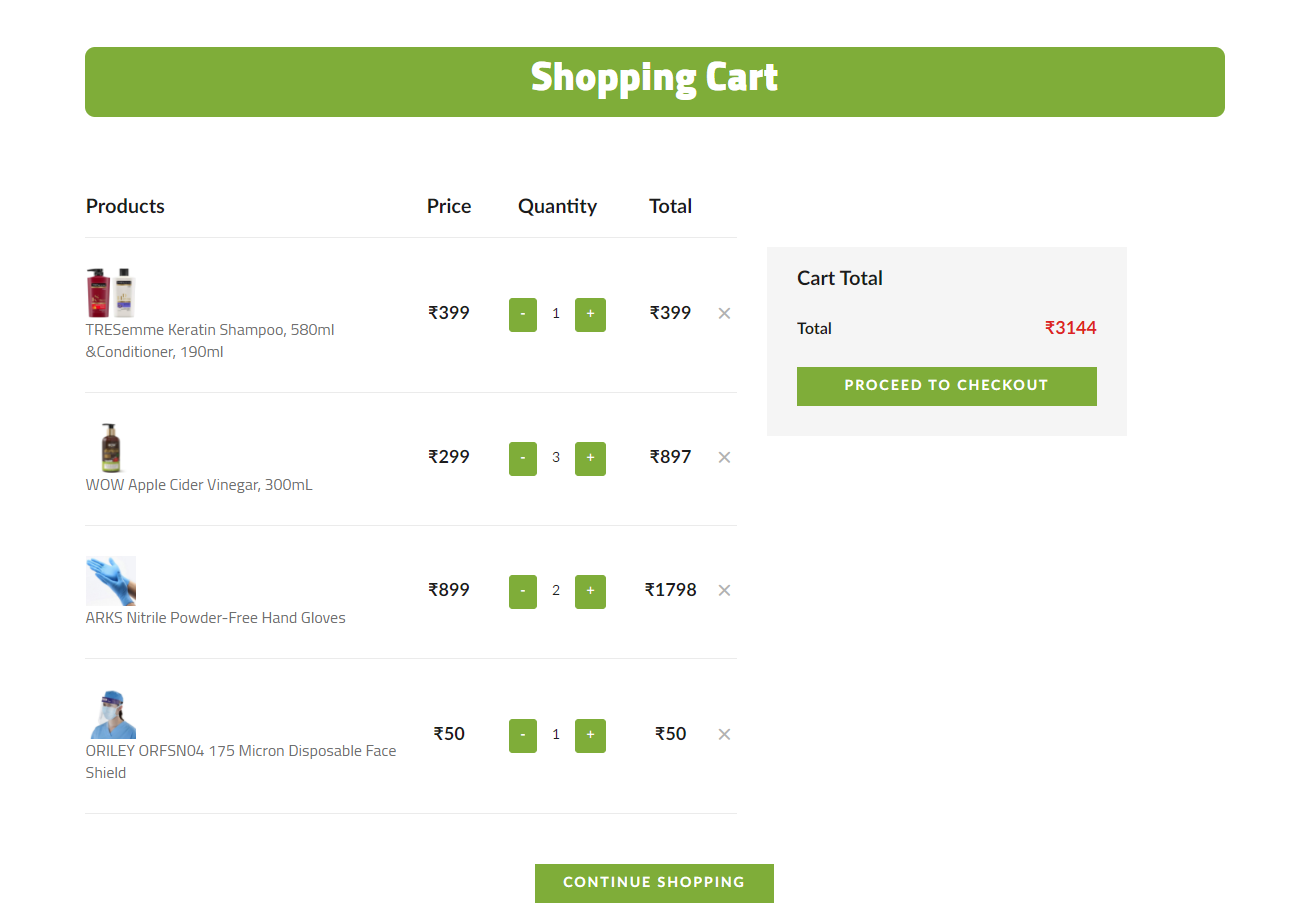 Shopping Cart
Products Price Quantity Total
TRESemme Keratin Shampoo, 580ml
&Conditioner, 190ml
₹399 - 1 + ₹399 ×
WOW Apple Cider Vinegar, 300mL
₹299 - 3 + ₹897 ×
ARKS Nitrile Powder-Free Hand Gloves
₹899 - 2 + ₹1798 ×
ORILEY ORFSN04 175 Micron Disposable Face
Shield
₹50 - 1 + ₹50 ×
Cart Total
Total ₹3144
PROCEED TO CHECKOUT
CONTINUE SHOPPING